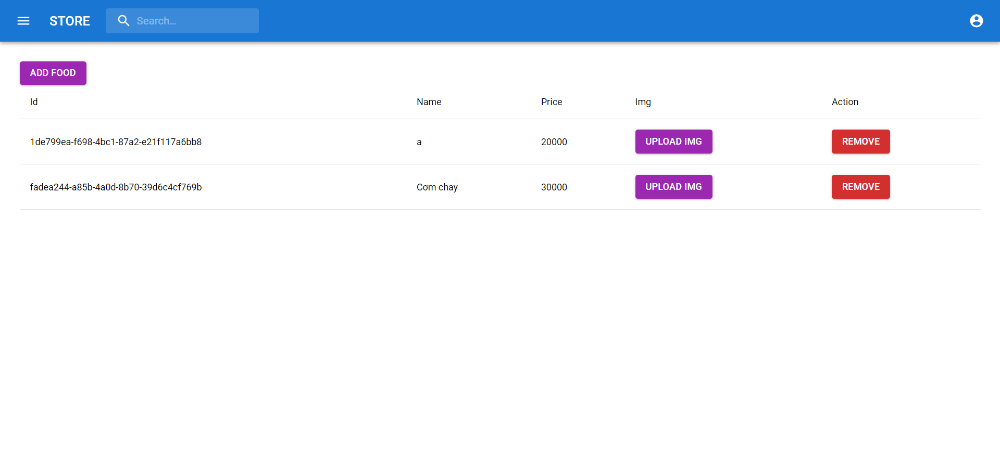 STORE Search...
ADD FOOD
Id Name Price Img Action
1de799ea-f698-4bc1-87a2-e21f117a6bb8 a 20000 UPLOAD IMG REMOVE
fadea244-a85b-4a0d-8b70-39d6c4cf769b Cơm chay 30000 UPLOAD IMG REMOVE